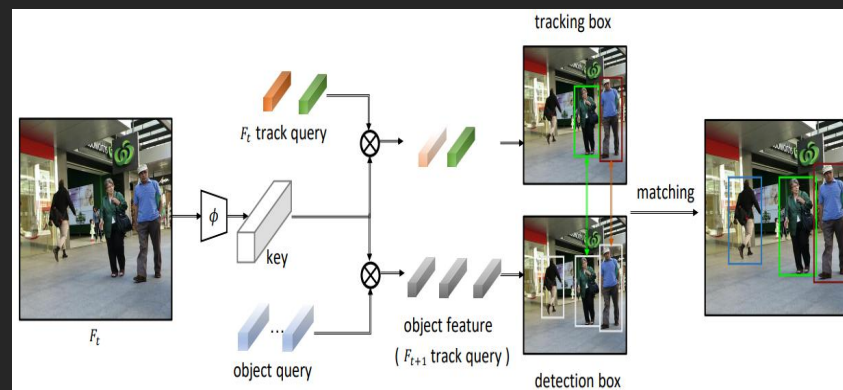 tracking box
F_t track query
ϕ
key
matching
...
object feature
( F_{t+1} track query )
F_t
object query
detection box